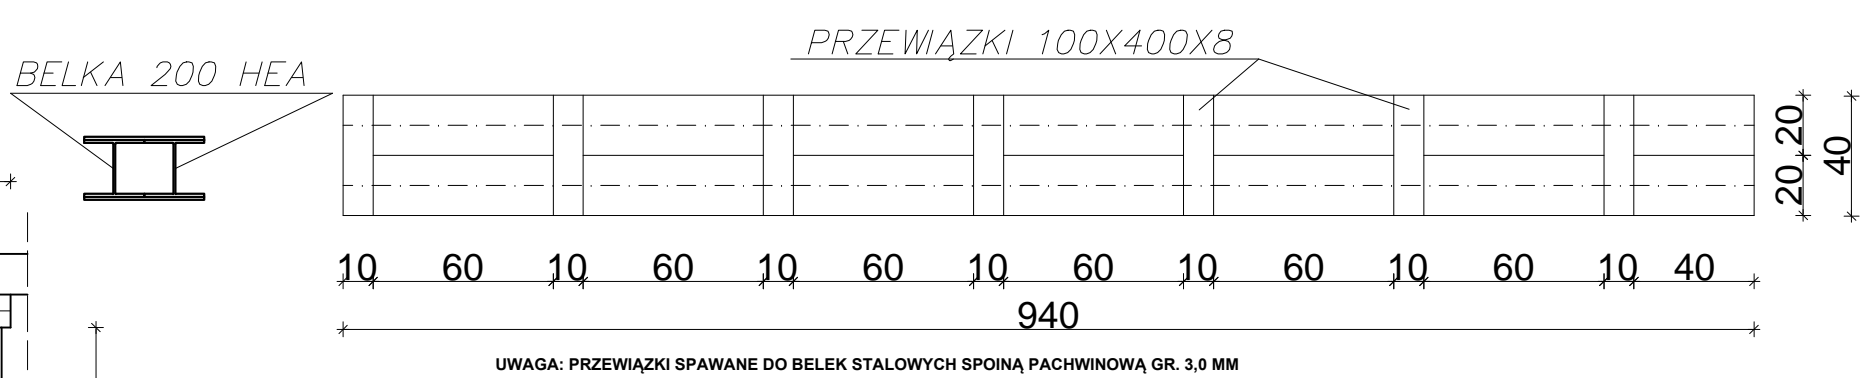 PRZEWIĄZKI 100X400X8
BELKA 200 HEA
20
20
40
10 60 10 60 10 60 10 60 10 60 10 60 10 40
940
UWAGA: PRZEWIĄZKI SPAWANE DO BELEK STALOWYCH SPOINĄ PACHWINOWĄ GR. 3,0 MM